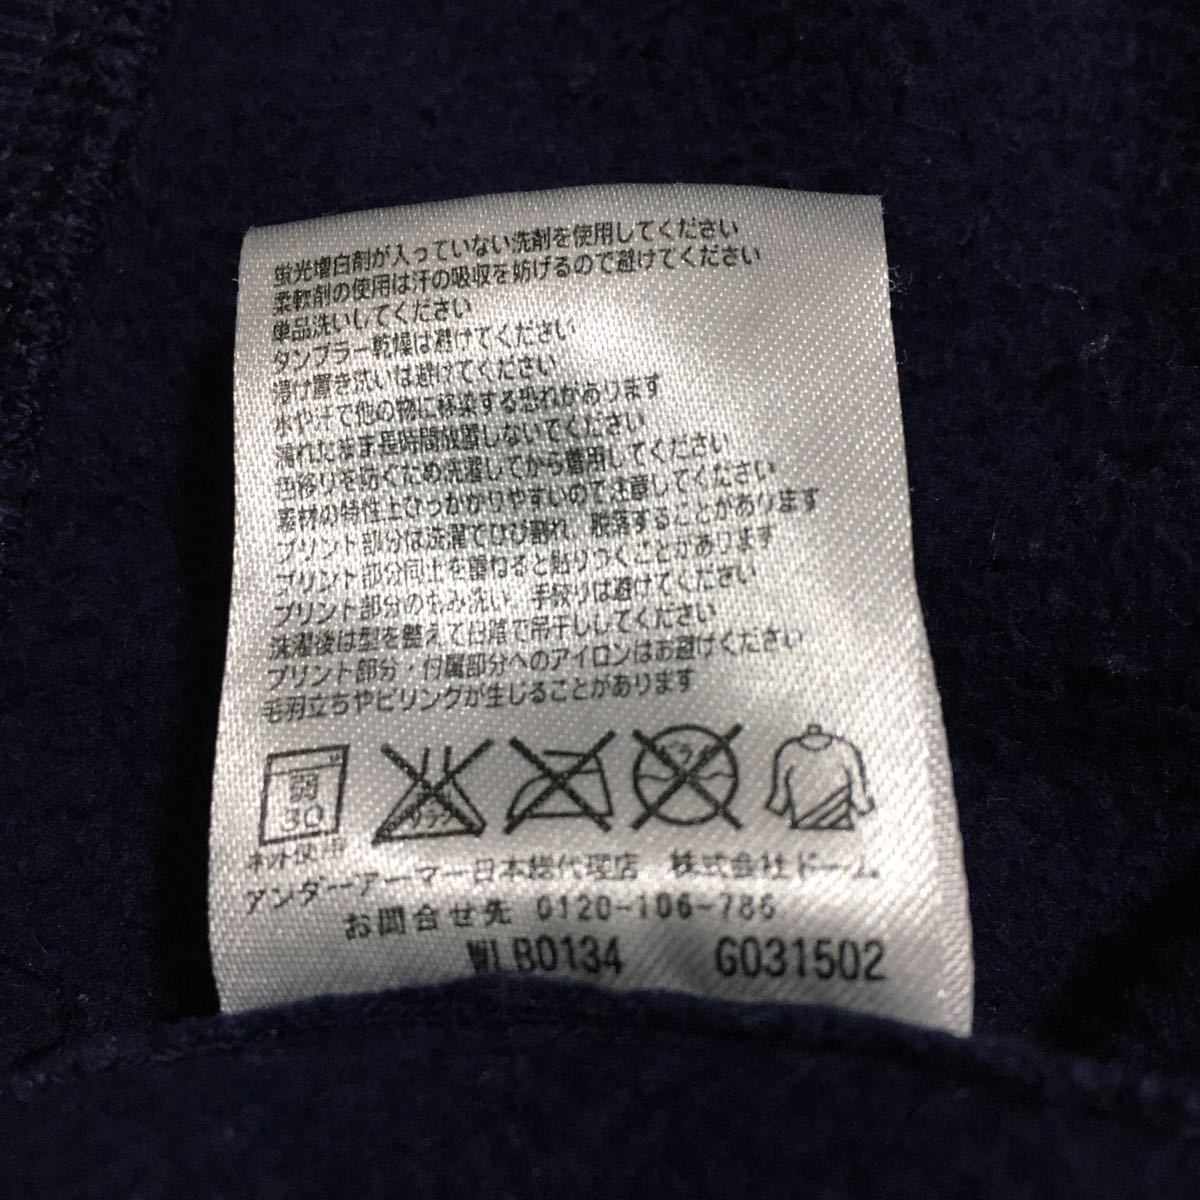 蛍光増白剤が入っていない洗剤を使用してください
柔軟剤の使用は汗の吸収を妨げるので避けてください
単品洗いしてください
タンブラー乾燥は避けてください
浸け置き洗いは避けてください
水や汗で他の物に移染する恐れがあります
濡れたまま長時間放置しないでください
色移りを防ぐため洗濯してから着用してください
素材の特性上ひっかかりやすいので注意してください
プリント部分は洗濯でひび割れ、脱落することがあります
プリント部分同士を重ねると貼りつくことがあります
プリント部分のもみ洗い、手絞りは避けてください
洗濯後は型を整えて日陰で吊干ししてください
プリント部分・付属部分へのアイロンはお避けください
毛羽立ちやピリングが生じることがあります
弱 30 エンソサラシ ドライ
ネット使用
アンダーアーマー日本総代理店 株式会社ドーム
お問合せ先 0120-106-786
WLB0134 G031502